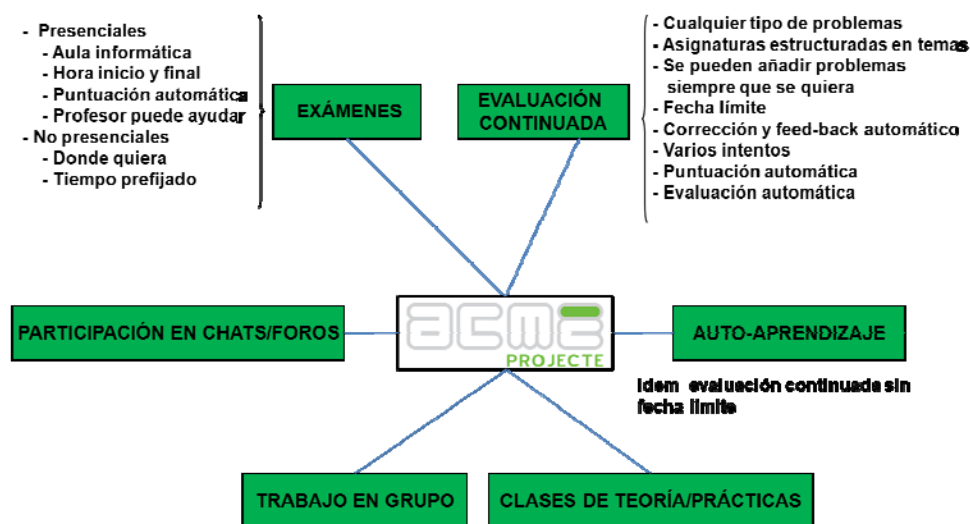 - Presenciales
- Aula informática
- Hora inicio y final
- Puntuación automática
- Profesor puede ayudar
- No presenciales
- Donde quiera
- Tiempo prefijado
EXÁMENES
EVALUACIÓN
CONTINUADA
- Cualquier tipo de problemas
- Asignaturas estructuradas en temas
- Se pueden añadir problemas
siempre que se quiera
- Fecha límite
- Corrección y feed-back automático
- Varios intentos
- Puntuación automática
- Evaluación automática
PARTICIPACIÓN EN CHATS/FOROS
acme
PROJECTE
AUTO-APRENDIZAJE
Idem evaluación continuada sin
fecha límite
TRABAJO EN GRUPO
CLASES DE TEORÍA/PRÁCTICAS